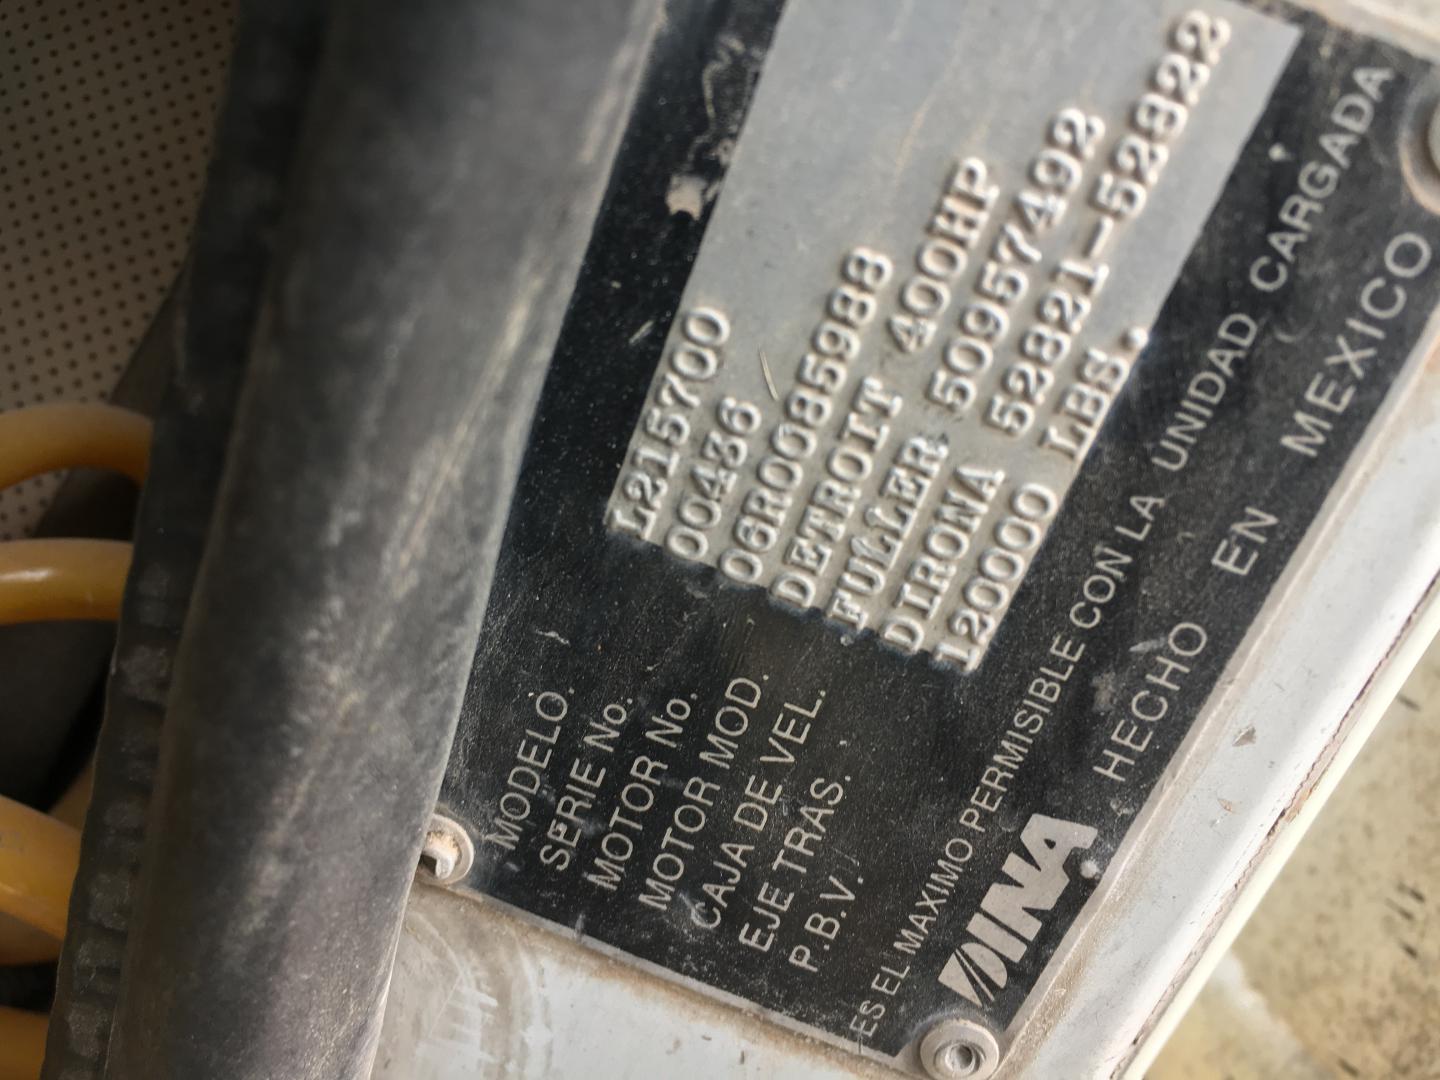 MODELO. L215700
SERIE No. 00436
MOTOR No. 06R0085988
MOTOR MOD. DETROIT 400HP
CAJA DE VEL. FULLER 50957492
EJE TRAS. DIRONA 52821-52822
P.B.V. 120000 LBS.
ES EL MAXIMO PERMISIBLE CON LA UNIDAD CARGADA
DINA HECHO EN MEXICO